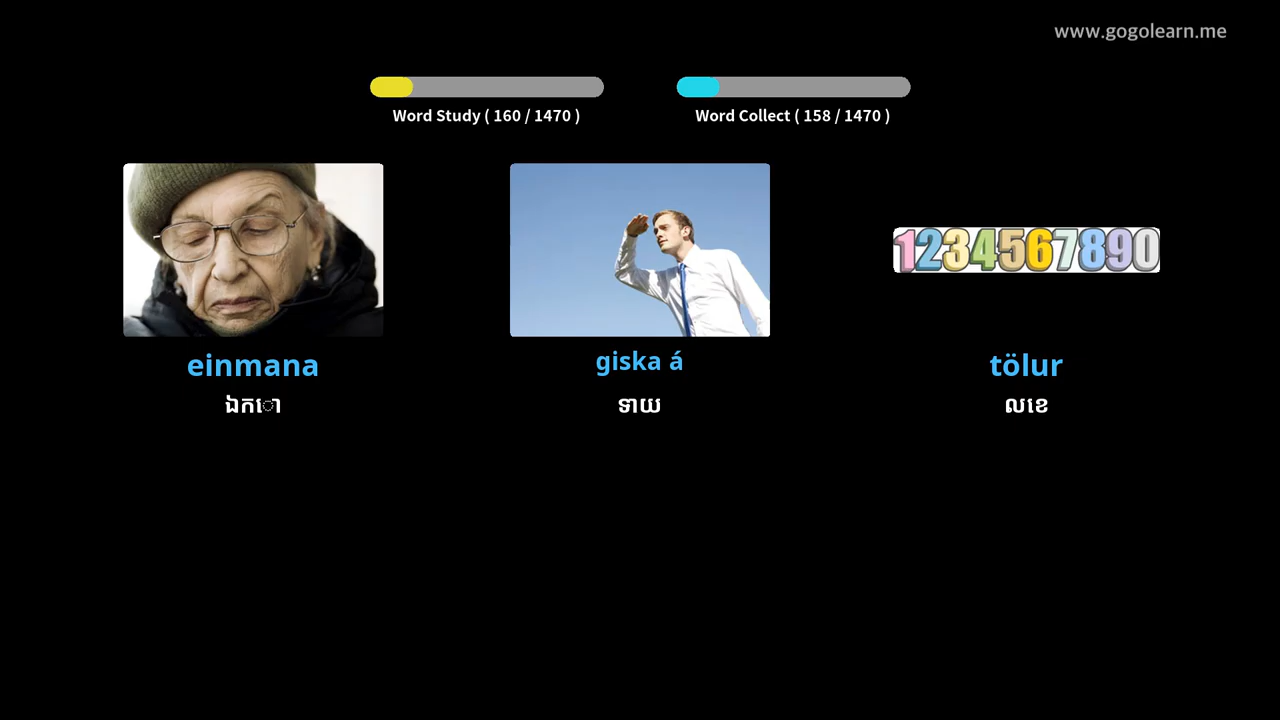 www.gogolearn.me
Word Study ( 160 / 1470 )
Word Collect ( 158 / 1470 )
1234567890
einmana
giska á
tölur
ឯកោ
ទាយ
លេខ